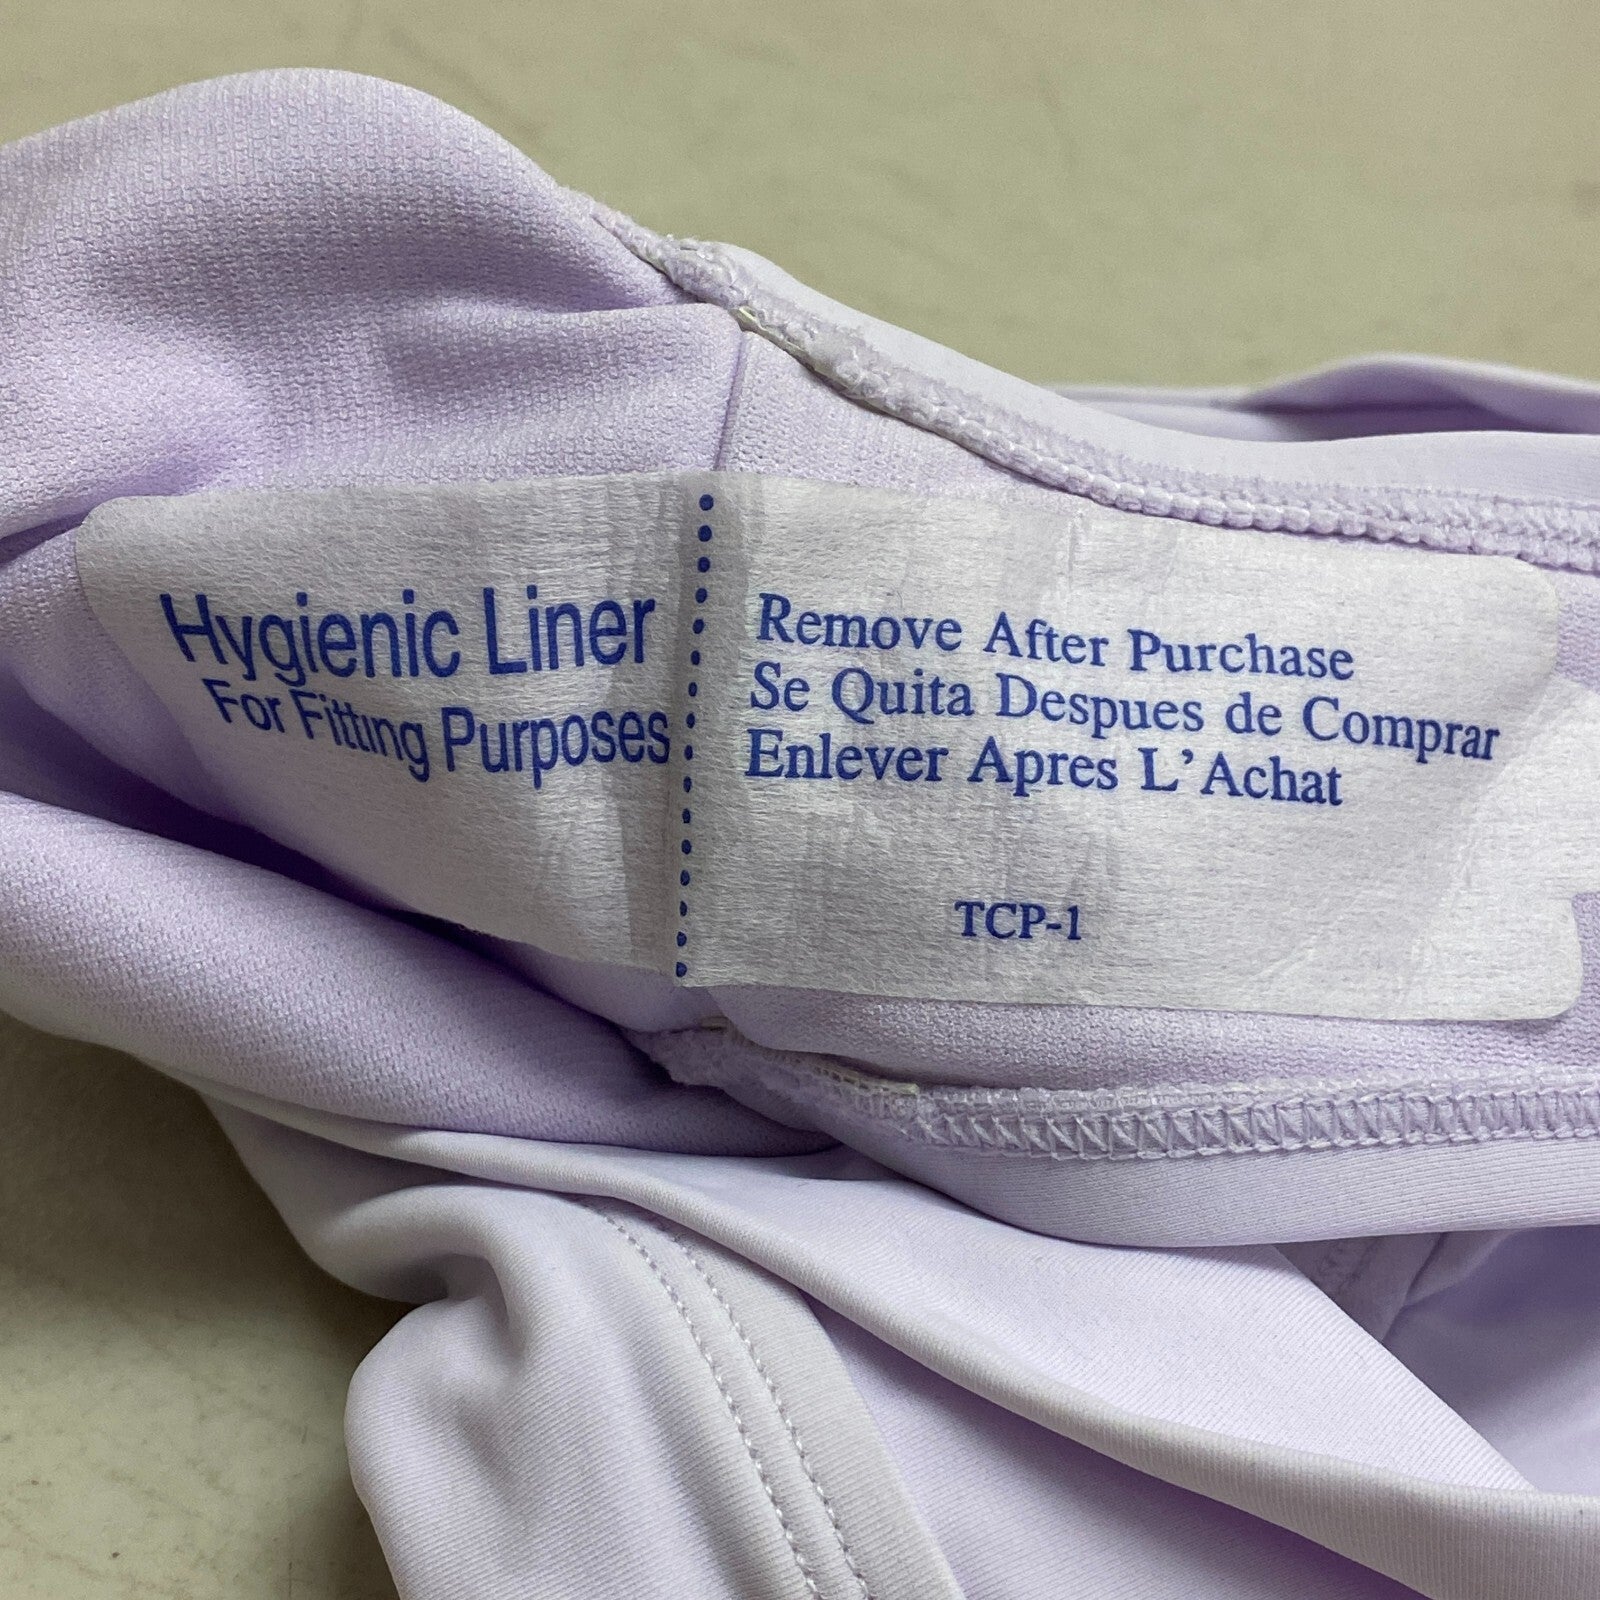 Hygienic Liner
For Fitting Purposes
Remove After Purchase
Se Quita Despues de Comprar
Enlever Apres L'Achat
TCP-1